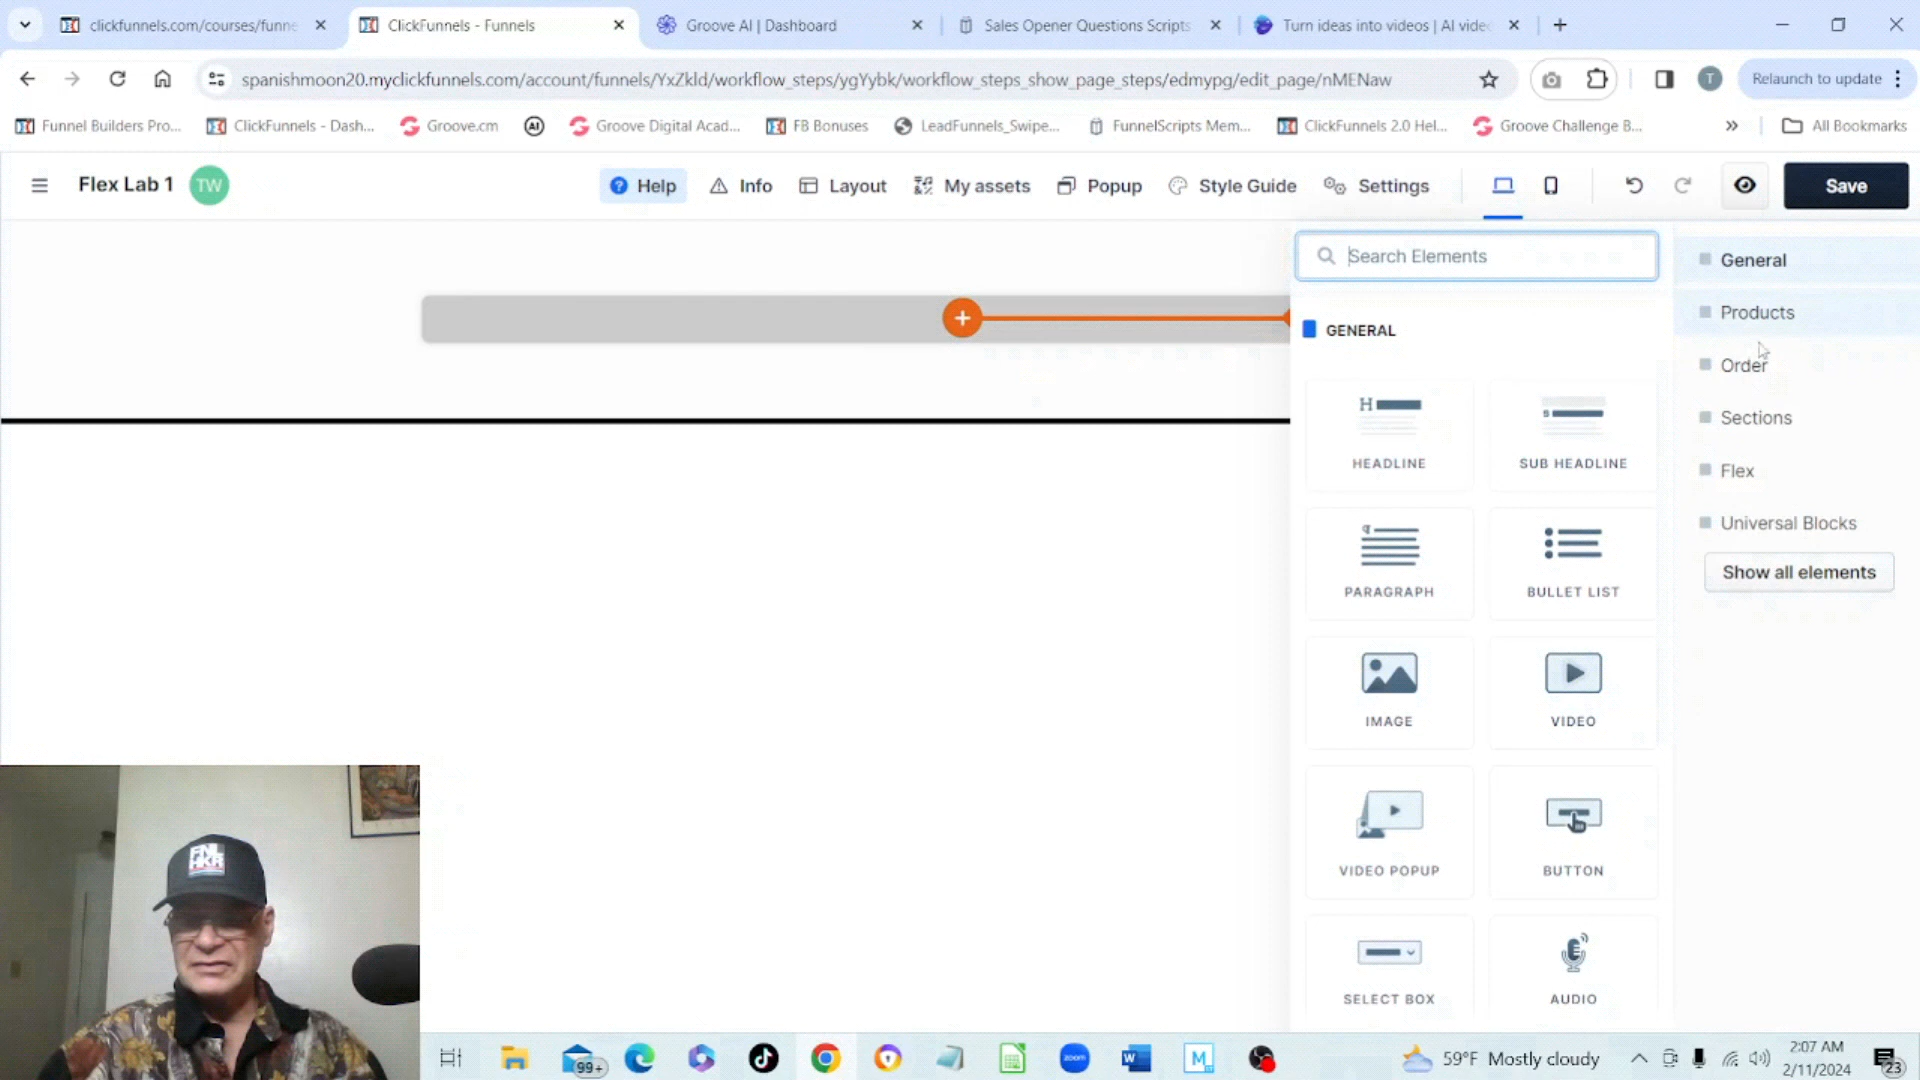 clickfunnels.com/courses/funne
ClickFunnels - Funnels
Groove AI | Dashboard
Sales Opener Questions Scripts
Turn ideas into videos | AI vide
spanishmoon20.myclickfunnels.com/account/funnels/YxZkld/workflow_steps/ygYybk/workflow_steps_show_page_steps/edmypg/edit_page/nMENaw
T
Relaunch to update
Funnel Builders Pro...
ClickFunnels - Dash...
Groove.cm
AI
Groove Digital Acad...
FB Bonuses
LeadFunnels_Swipe...
FunnelScripts Mem...
ClickFunnels 2.0 Hel...
Groove Challenge B...
All Bookmarks
Flex Lab 1
TW
Help
Info
Layout
My assets
Popup
Style Guide
Settings
Save
Search Elements
GENERAL
HEADLINE
SUB HEADLINE
PARAGRAPH
BULLET LIST
IMAGE
VIDEO
VIDEO POPUP
BUTTON
SELECT BOX
AUDIO
General
Products
Order
Sections
Flex
Universal Blocks
Show all elements
FNL
HKR
99+
zoom
59°F Mostly cloudy
2:07 AM
2/11/2024
23